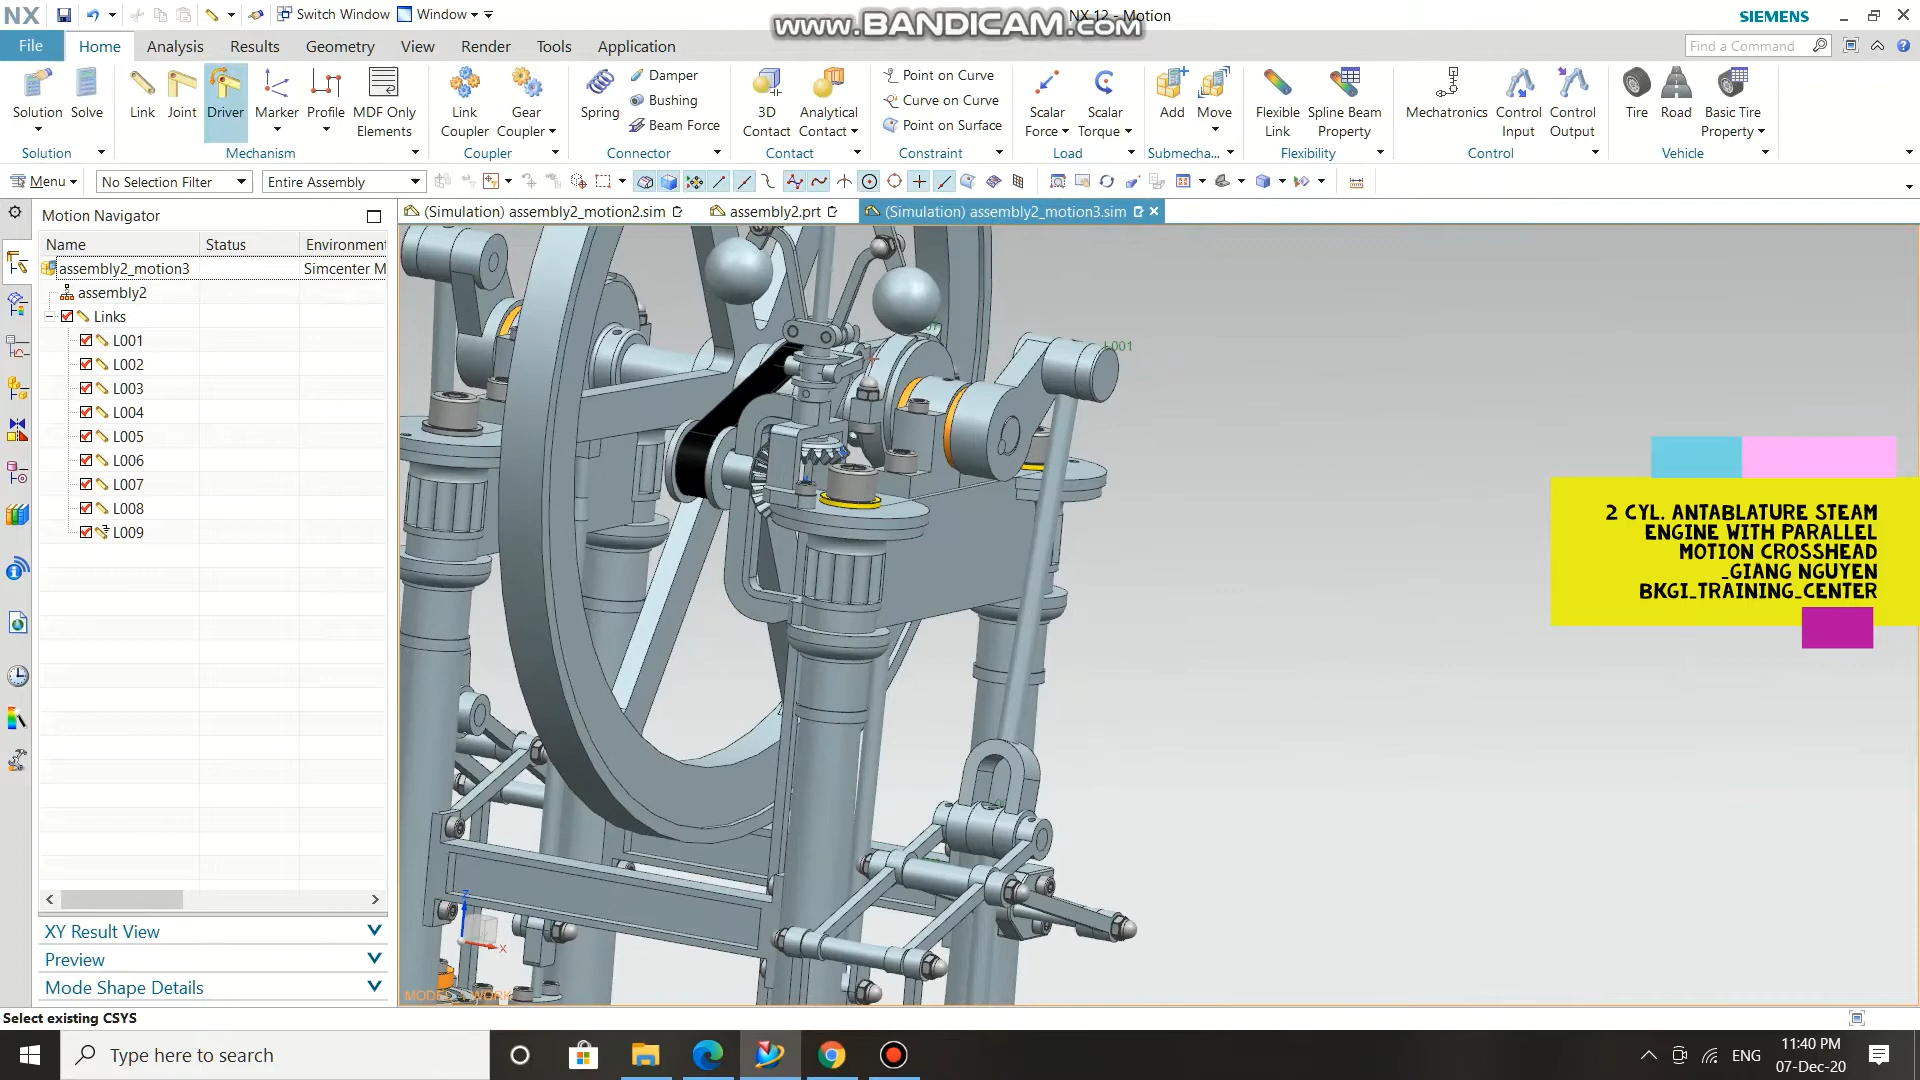 NX
Switch Window
Window
NX 12 - Motion
www.BANDICAM.com
SIEMENS
File
Home
Analysis
Results
Geometry
View
Render
Tools
Application
Find a Command
Solution
Solve
Link
Joint
Driver
Marker
Profile
MDF Only
Elements
Link
Coupler
Gear
Coupler
Spring
Damper
Bushing
Beam Force
3D
Contact
Analytical
Contact
Point on Curve
Curve on Curve
Point on Surface
Scalar
Force
Scalar
Torque
Add
Move
Flexible
Link
Spline Beam
Property
Mechatronics
Control
Input
Control
Output
Tire
Road
Basic Tire
Property
Solution
Mechanism
Coupler
Connector
Contact
Constraint
Load
Submecha...
Flexibility
Control
Vehicle
Menu
No Selection Filter
Entire Assembly
Motion Navigator
(Simulation) assembly2_motion2.sim
assembly2.prt
(Simulation) assembly2_motion3.sim
Name
Status
Environment
assembly2_motion3
Simcenter M
assembly2
Links
L001
L002
L003
L004
L005
L006
L007
L008
L009
L001
2 CYL. ANTABLATURE STEAM
ENGINE WITH PARALLEL
MOTION CROSSHEAD
_GIANG NGUYEN
BKGI_TRAINING_CENTER
Z
X
XY Result View
Preview
Mode Shape Details
Select existing CSYS
Type here to search
ENG
11:40 PM
07-Dec-20